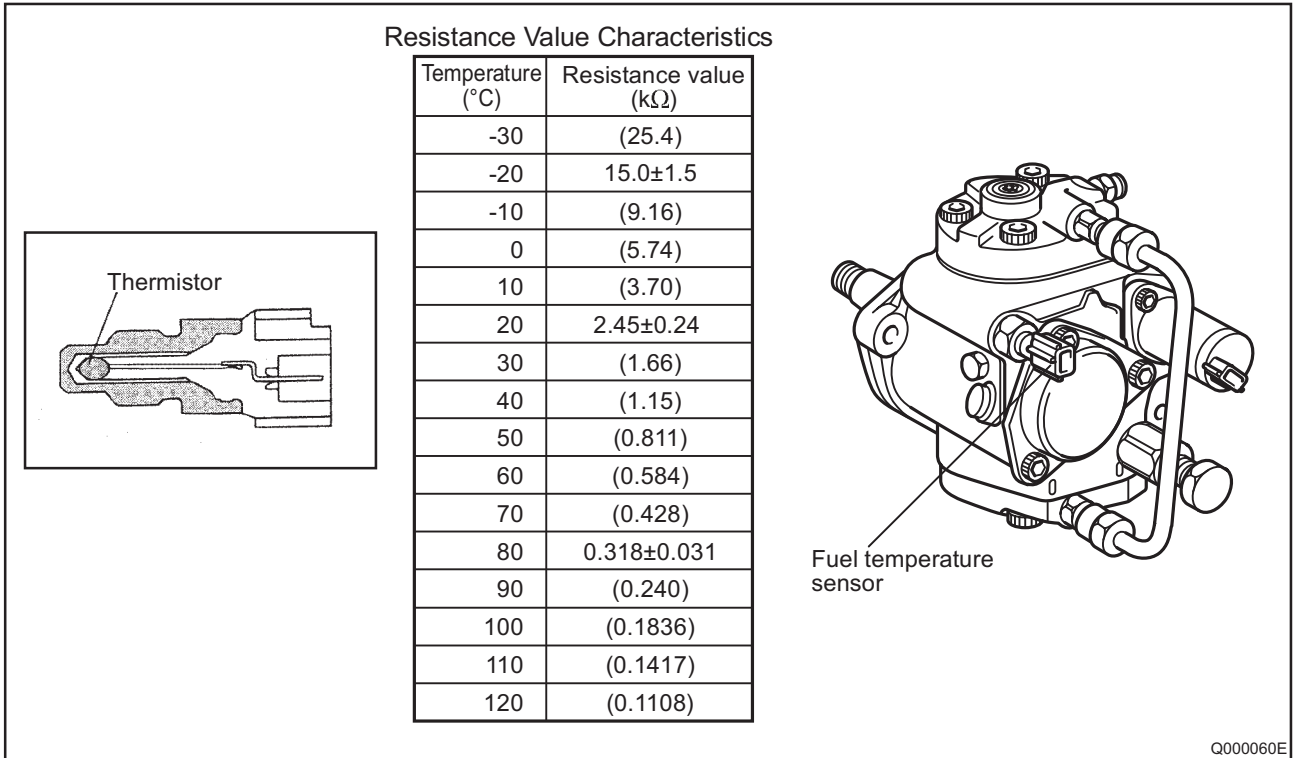 Resistance Value Characteristics
Temperature Resistance value
(°C) (kΩ)
-30 (25.4)
-20 15.0±1.5
-10 (9.16)
0 (5.74)
10 (3.70)
20 2.45±0.24
30 (1.66)
40 (1.15)
50 (0.811)
60 (0.584)
70 (0.428)
80 0.318±0.031
90 (0.240)
100 (0.1836)
110 (0.1417)
120 (0.1108)
Thermistor
Fuel temperature
sensor
Q000060E